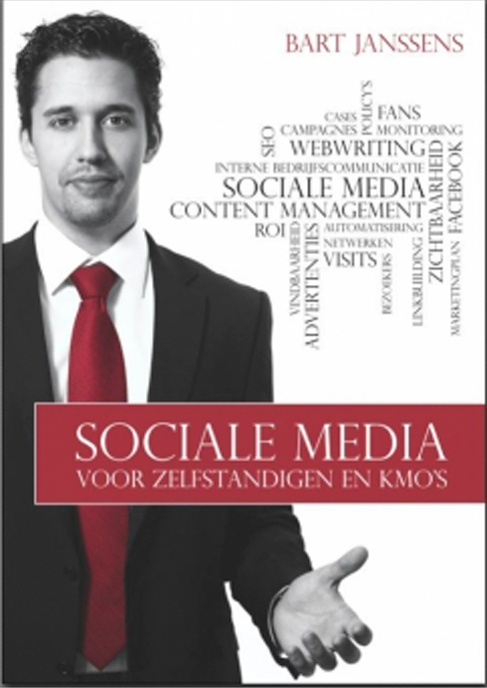 BART JANSSENS
CASES
POLICY'S
FANS
SEO
CAMPAGNES
MONITORING
WEBWRITING
INTERNE BEDRIJFSCOMMUNICATIE
SOCIALE MEDIA
CONTENT MANAGEMENT
ZICHTBAARHEID
FACEBOOK
ROI
VINDBAARHEID
ADVERTENTIES
AUTOMATISERING
NETWERKEN
VISITS
BEZOEKERS
LINKBUILDING
MARKETINGPLAN
SOCIALE MEDIA
VOOR ZELFSTANDIGEN EN KMO'S